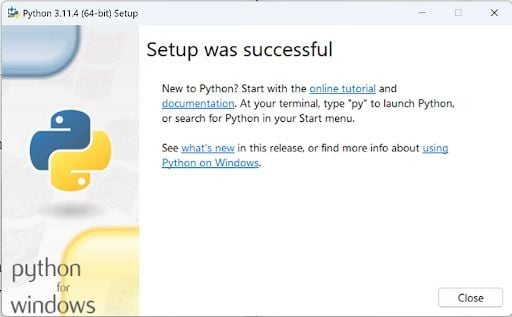 Python 3.11.4 (64-bit) Setup
Setup was successful
New to Python? Start with the online tutorial and
documentation. At your terminal, type "py" to launch Python,
or search for Python in your Start menu.
See what's new in this release, or find more info about using
Python on Windows.
python
for
windows
Close